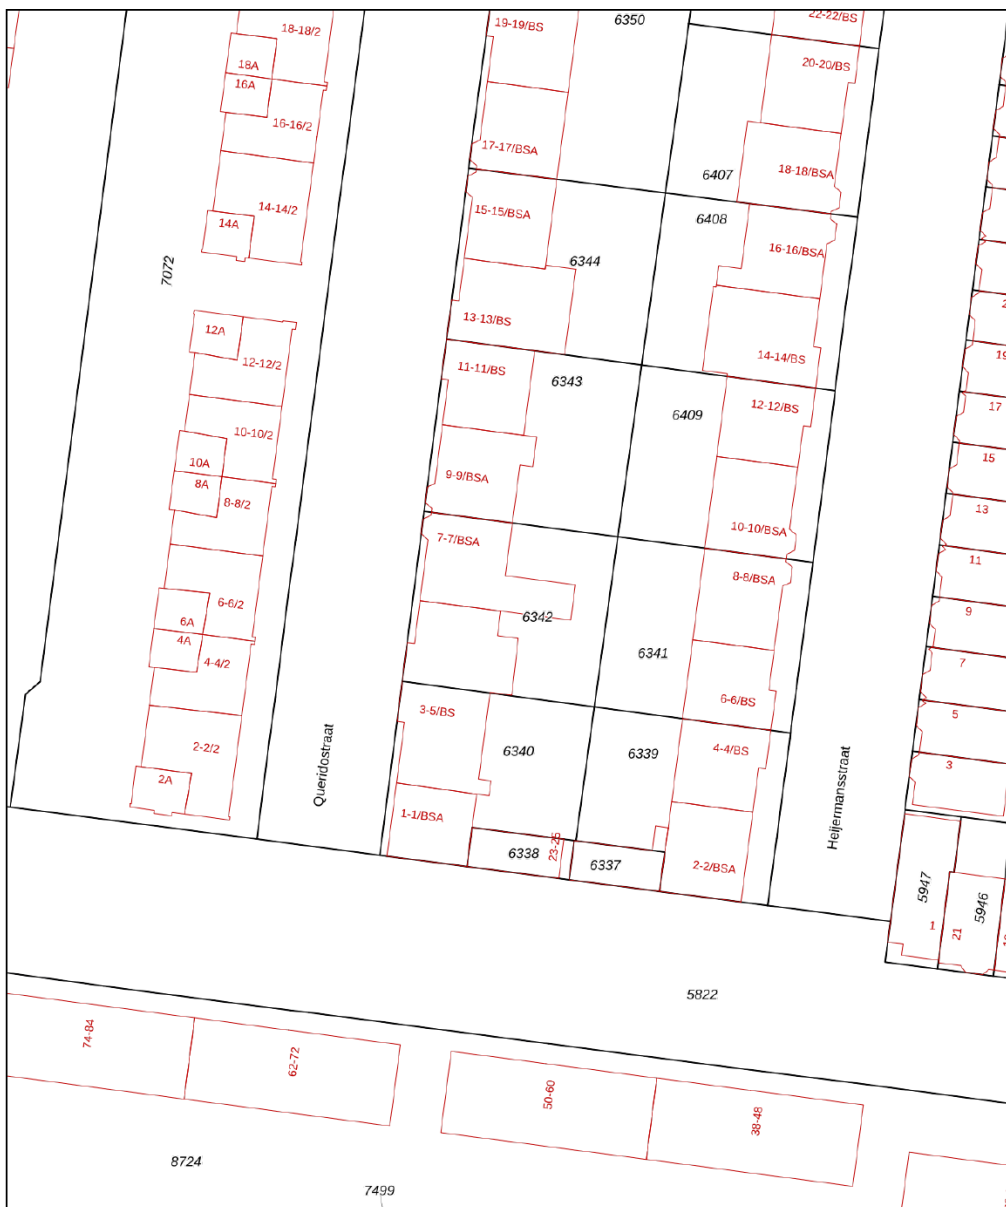 18-18/2
19-19/BS
6350
22-22/BS
18A
20-20/BS
16A
16-16/2
17-17/BSA
6407
18-18/BSA
15-15/BSA
14-14/2
14A
6408
16-16/BSA
6344
7072
13-13/BS
12A
14-14/BS
12-12/2
11-11/BS
6343
19
12-12/BS
17
6409
10-10/2
10A
15
9-9/BSA
8A
8-8/2
13
10-10/BSA
7-7/BSA
11
8-8/BSA
6-6/2
9
6A
6342
4A
6341
4-4/2
7
6-6/BS
3-5/BS
5
2-2/2
6340
6339
4-4/BS
Queridostraat
Heijermansstraat
3
2A
1-1/BSA
6338
23-25
6337
2-2/BSA
5947
5946
1
21
5822
74-84
62-72
50-60
38-48
8724
7499